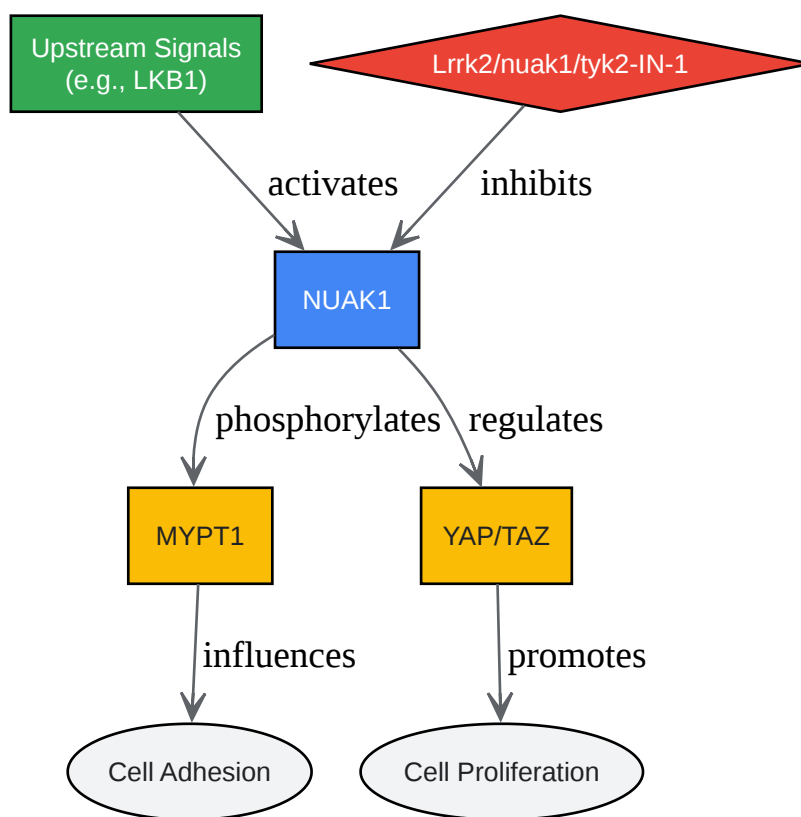 Upstream Signals
(e.g., LKB1)
Lrrk2/nuak1/tyk2-IN-1
activates
inhibits
NUAK1
phosphorylates
regulates
MYPT1
YAP/TAZ
influences
promotes
Cell Adhesion
Cell Proliferation